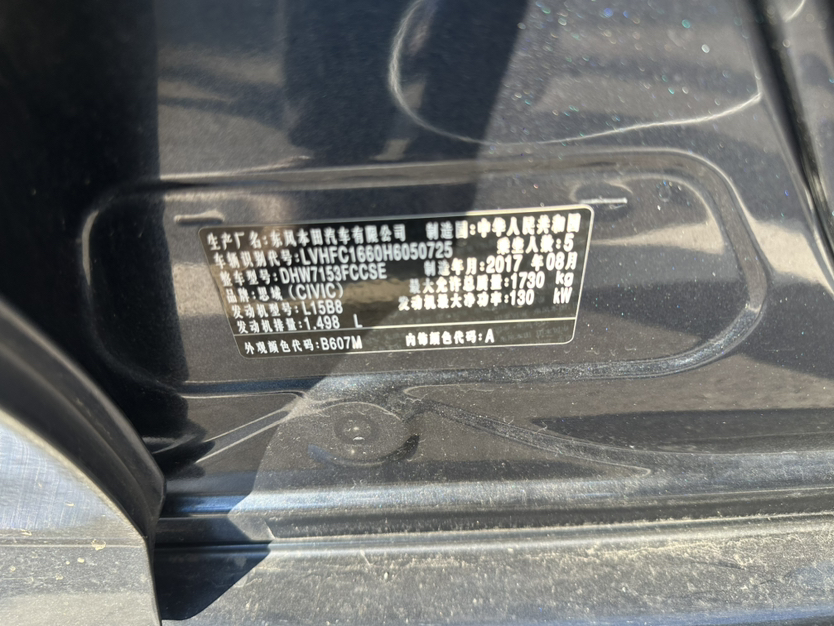 生产厂名:东风本田汽车有限公司 制造国:中华人民共和国
车辆识别代号:LVHFC1660H6050725 乘坐人数:5
整车型号:DHW7153FCCSE 制造年月:2017 年08月
品牌:思域(CIVIC) 最大允许总质量:1730 kg
发动机型号:L15B8 发动机最大净功率:130 kW
发动机排量:1.498 L
外观颜色代码:B607M 内饰颜色代码:A